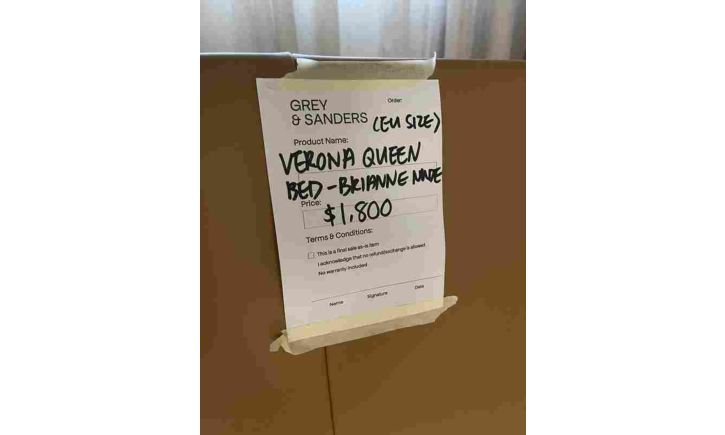 GREY
& SANDERS
Order:
(EU SIZE)
Product Name:
VERONA QUEEN
BED - BRIANNE NUDE
Price:
$1,800
Terms & Conditions:
This is a final sale as-is item
I acknowledge that no refund/exchange is allowed
No warranty included
Name Signature Date